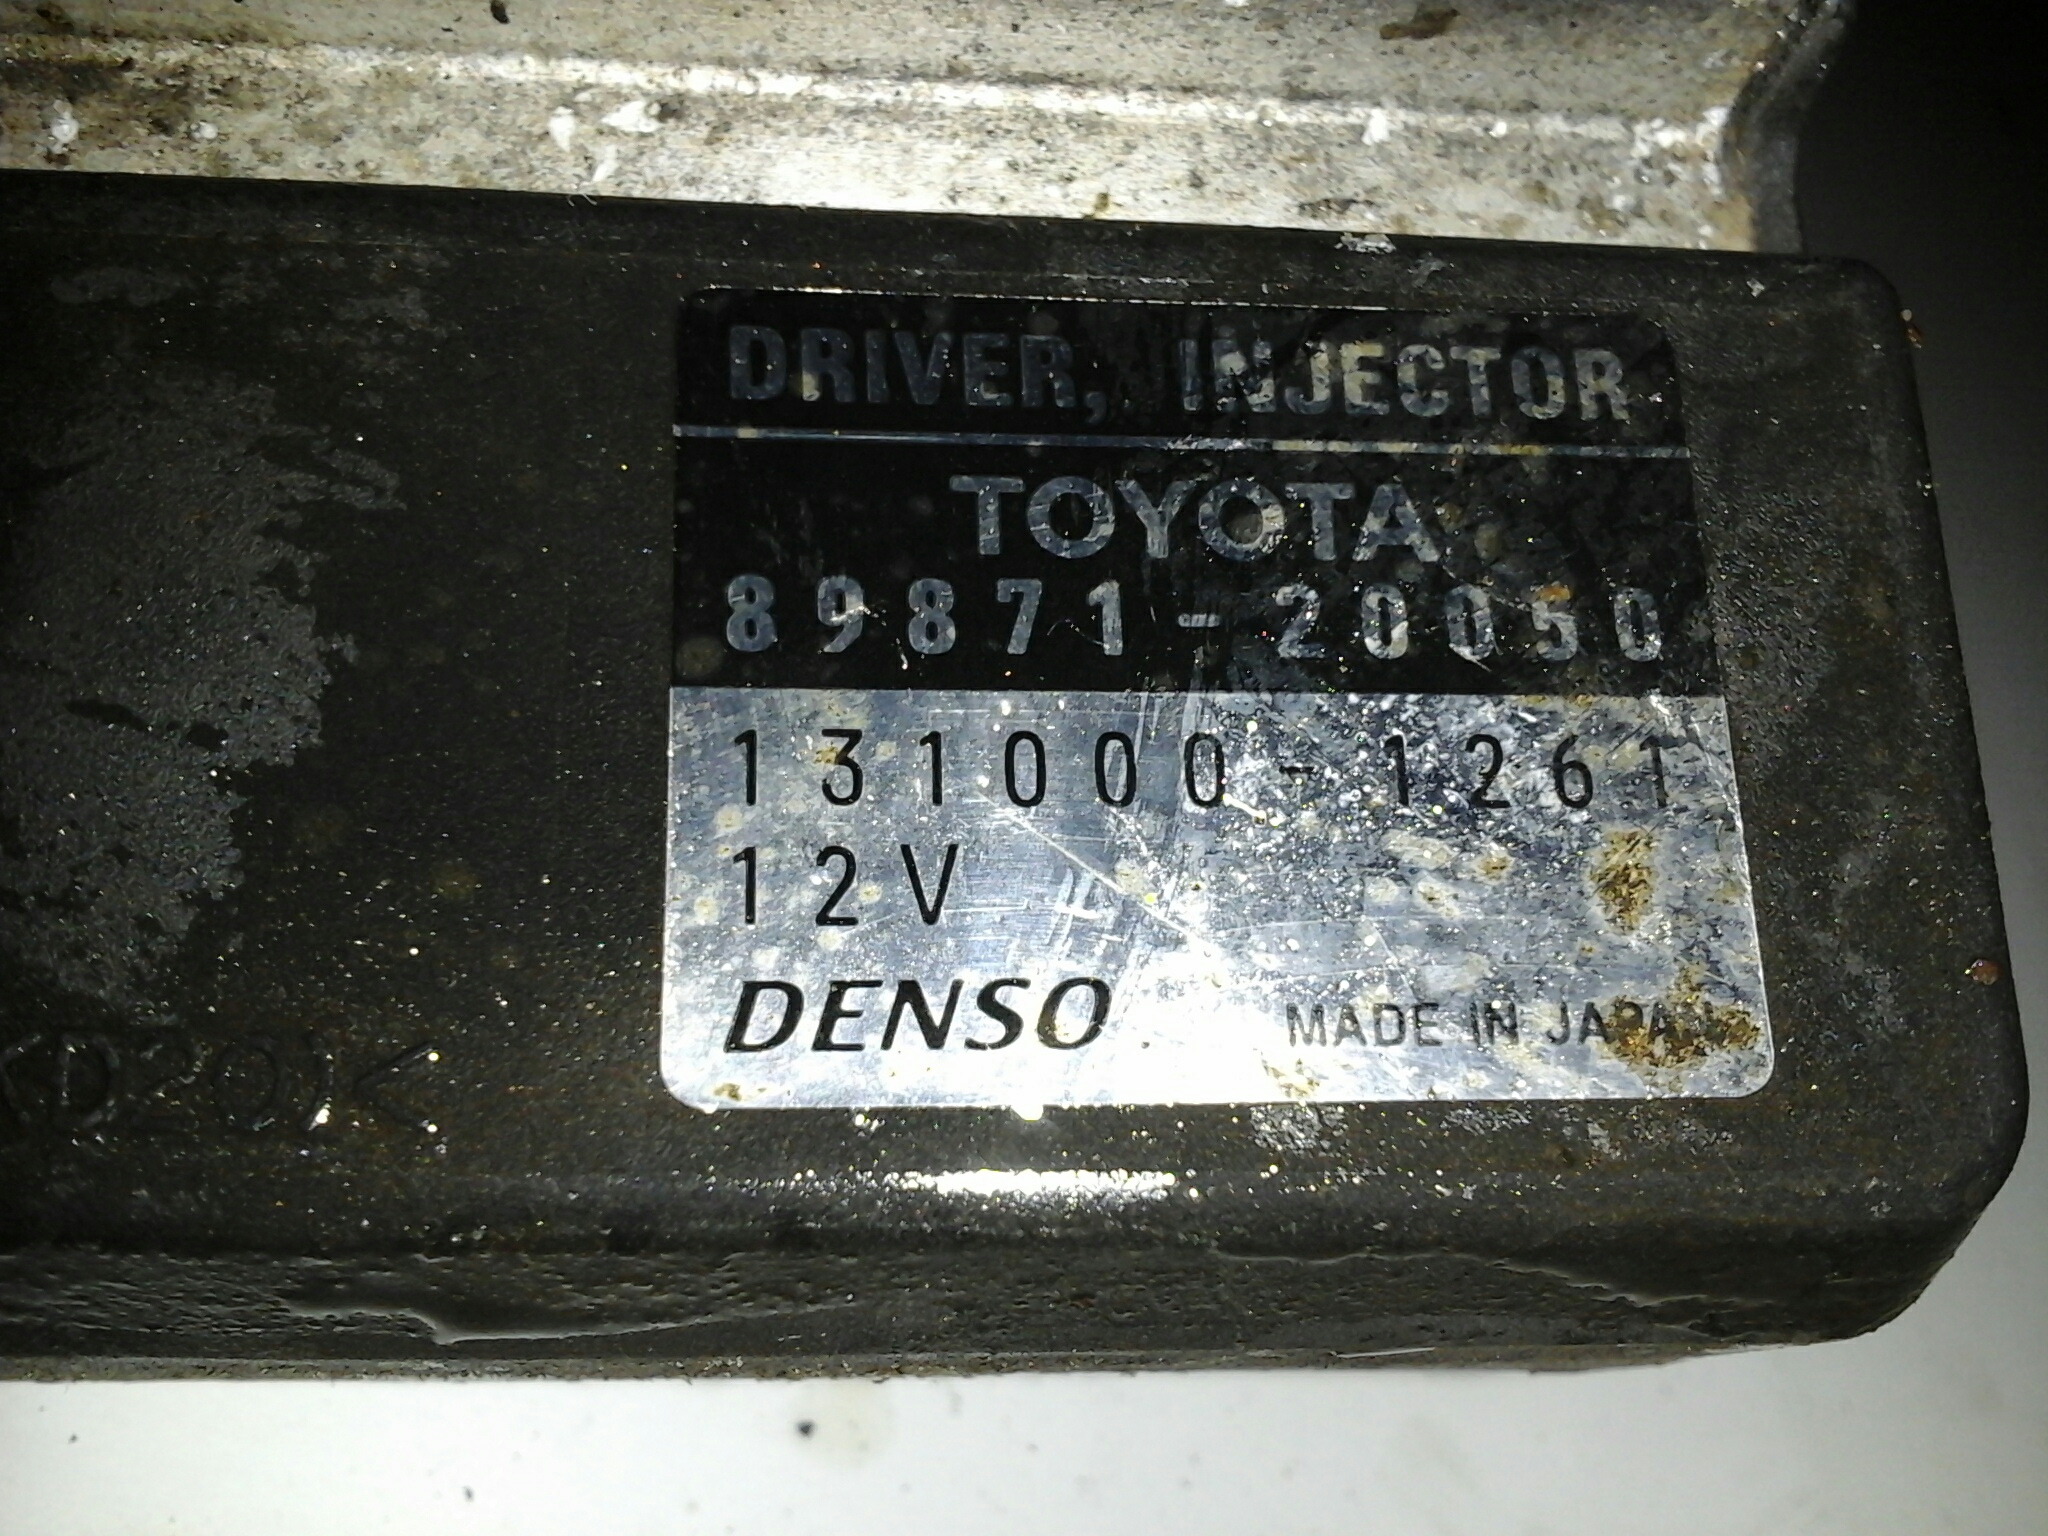 DRIVER, INJECTOR
TOYOTA
89871-20050
131000-1261
12V
DENSO MADE IN JAPAN